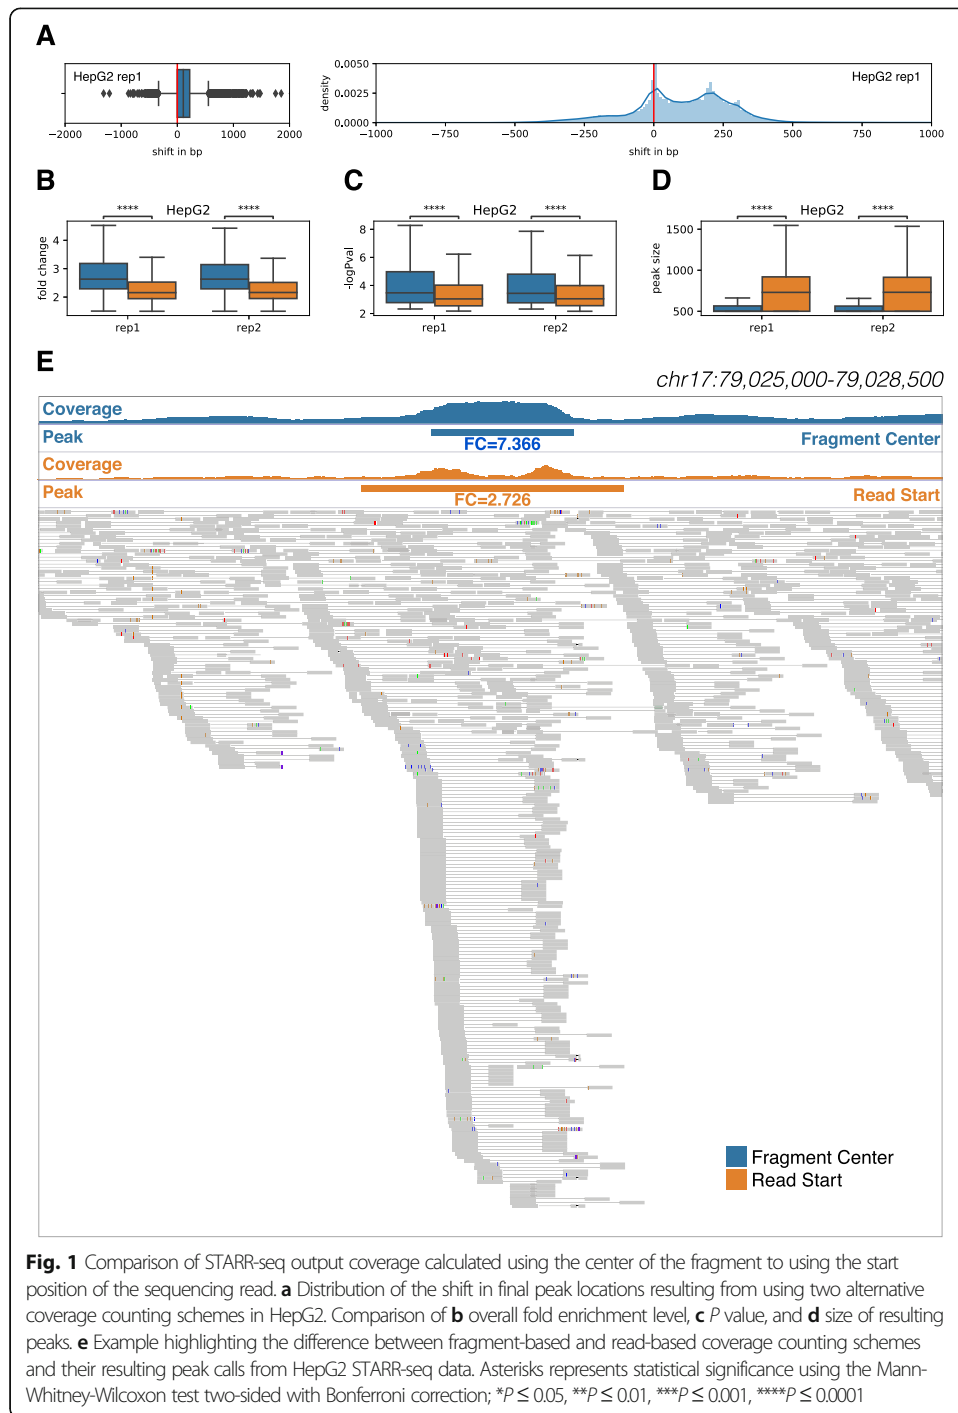 A
HepG2 rep1
−2000 −1000 0 1000 2000
shift in bp
0.0050
0.0025
0.0000
density
HepG2 rep1
−1000 −750 −500 −250 0 250 500 750 1000
shift in bp
B
**** HepG2 ****
4
3
2
fold change
rep1 rep2
C
**** HepG2 ****
8
6
4
2
-logPval
rep1 rep2
D
**** HepG2 ****
1500
1000
500
peak size
rep1 rep2
E
chr17:79,025,000-79,028,500
Coverage
Peak FC=7.366 Fragment Center
Coverage
Peak FC=2.726 Read Start
Fragment Center
Read Start
Fig. 1 Comparison of STARR-seq output coverage calculated using the center of the fragment to using the start
position of the sequencing read. a Distribution of the shift in final peak locations resulting from using two alternative
coverage counting schemes in HepG2. Comparison of b overall fold enrichment level, c P value, and d size of resulting
peaks. e Example highlighting the difference between fragment-based and read-based coverage counting schemes
and their resulting peak calls from HepG2 STARR-seq data. Asterisks represents statistical significance using the Mann-
Whitney-Wilcoxon test two-sided with Bonferroni correction; *P ≤ 0.05, **P ≤ 0.01, ***P ≤ 0.001, ****P ≤ 0.0001